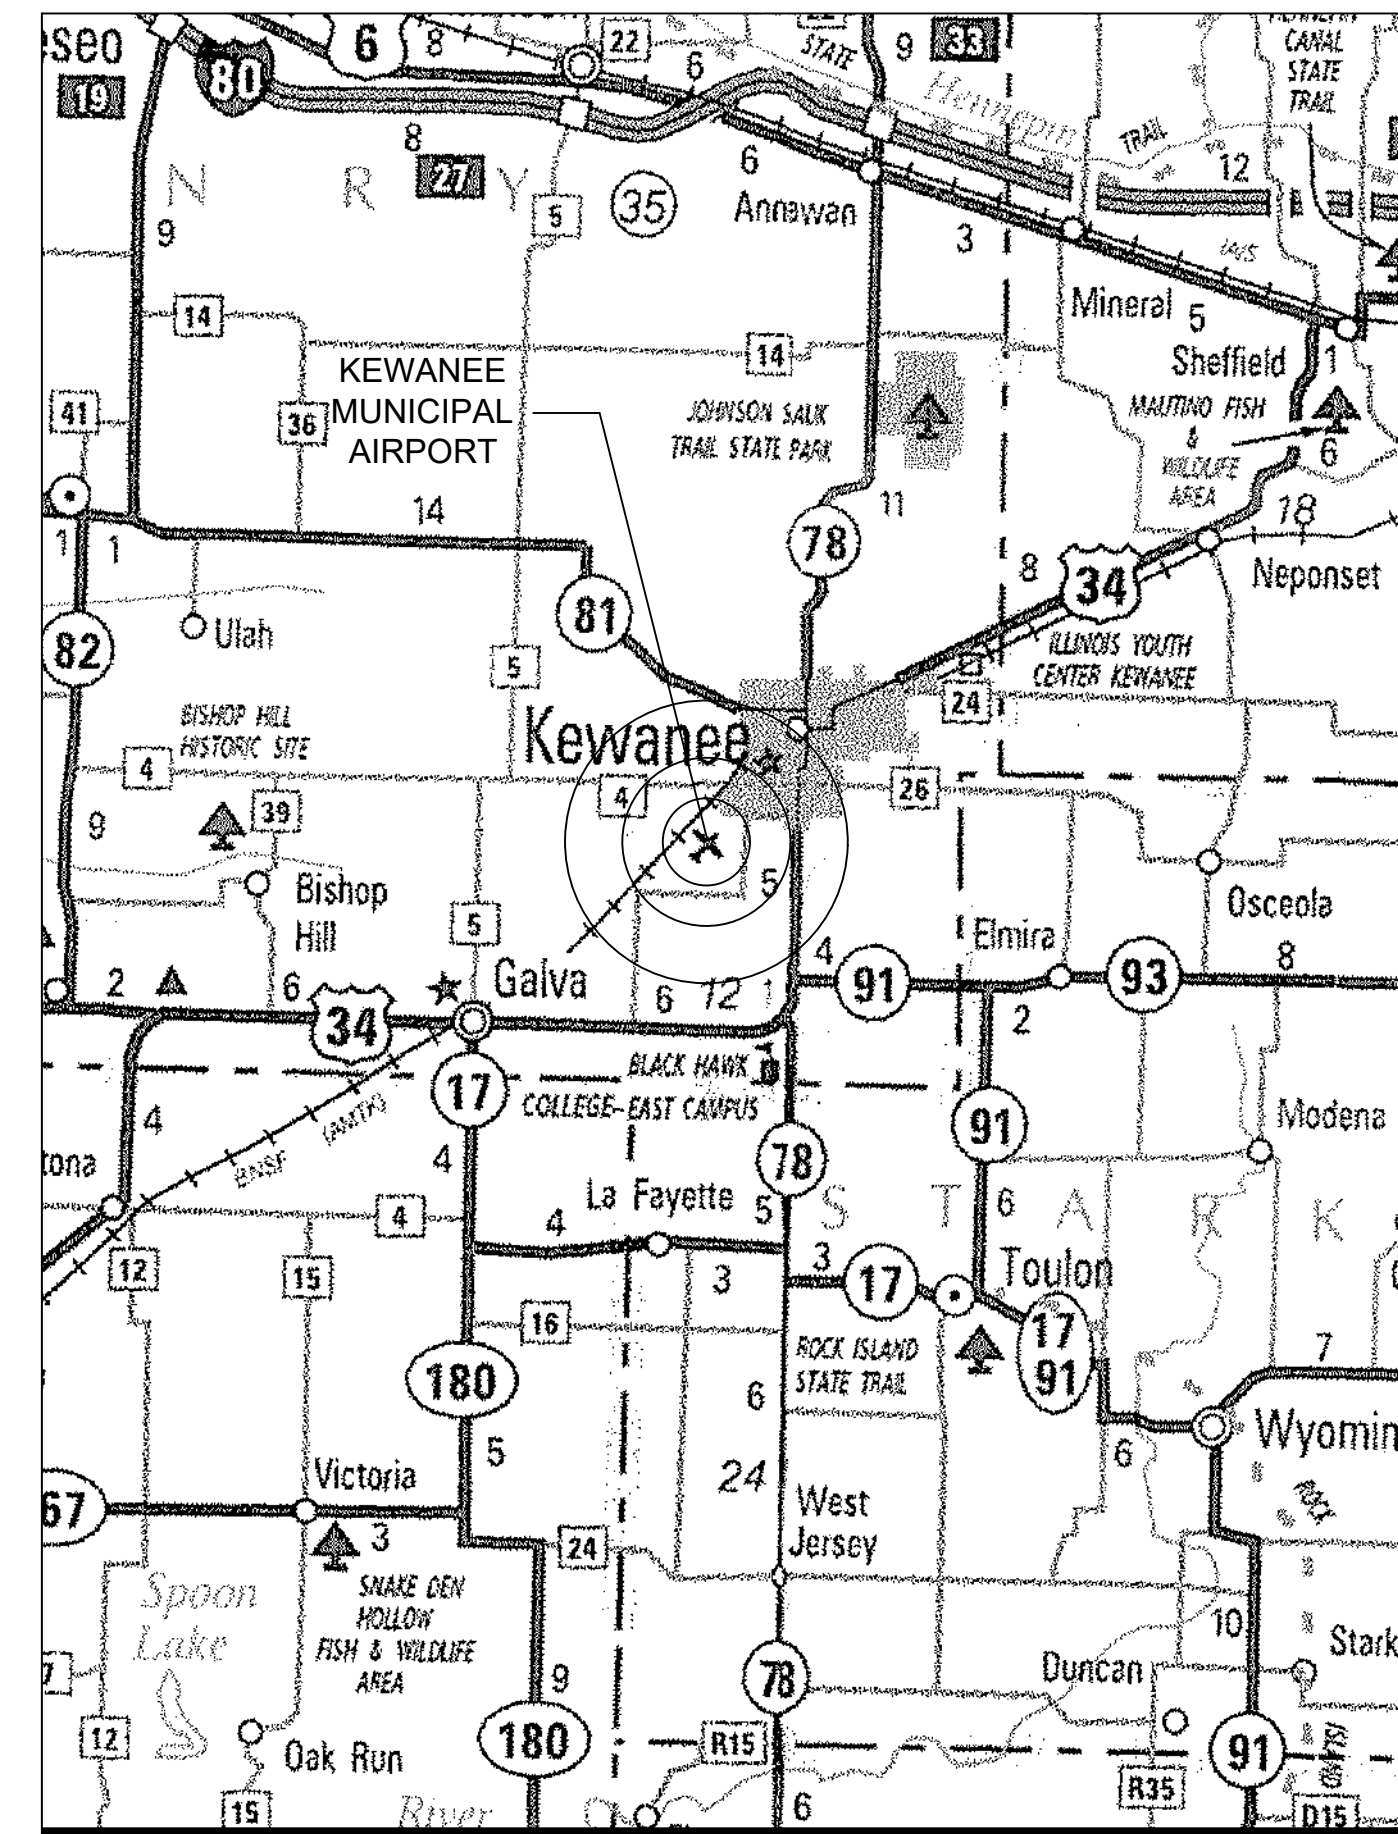 eseo
19
80
6
8
22
6
STATE
9
33
CANAL
STATE
TRAIL
Hennepin
TRAIL
12
8
27
N R Y
5
35
6
Annawan
3
IAIS
9
14
Mineral
5
14
Sheffield
1
KEWANEE
MUNICIPAL
AIRPORT
41
36
JOHNSON SAUK
TRAIL STATE PARK
MAUTINO FISH
&
WILDLIFE
AREA
6
14
11
18
1
1
78
8
34
Neponset
81
82
Ulah
5
ILLINOIS YOUTH
CENTER KEWANEE
24
BISHOP HILL
HISTORIC SITE
Kewanee
4
4
26
9
39
Bishop
Hill
5
5
Osceola
Elmira
4
91
93
8
2
6
34
Galva
6
12
1
2
BLACK HAWK
COLLEGE-EAST CAMPUS
17
4
(AMTK)
BNSF
91
Modena
tona
4
78
La Fayette
5
S T A R K
6
4
4
12
15
3
3
17
Toulon
16
17
91
ROCK ISLAND
STATE TRAIL
7
180
6
5
6
Wyomin
Victoria
24
67
3
West
Jersey
24
Spoon
Lake
SNAKE DEN
HOLLOW
FISH & WILDLIFE
AREA
10
Stark
7
9
78
Duncan
12
Oak Run
180
R15
91
R35
15
River
6
D15
ROCK
ISLAND